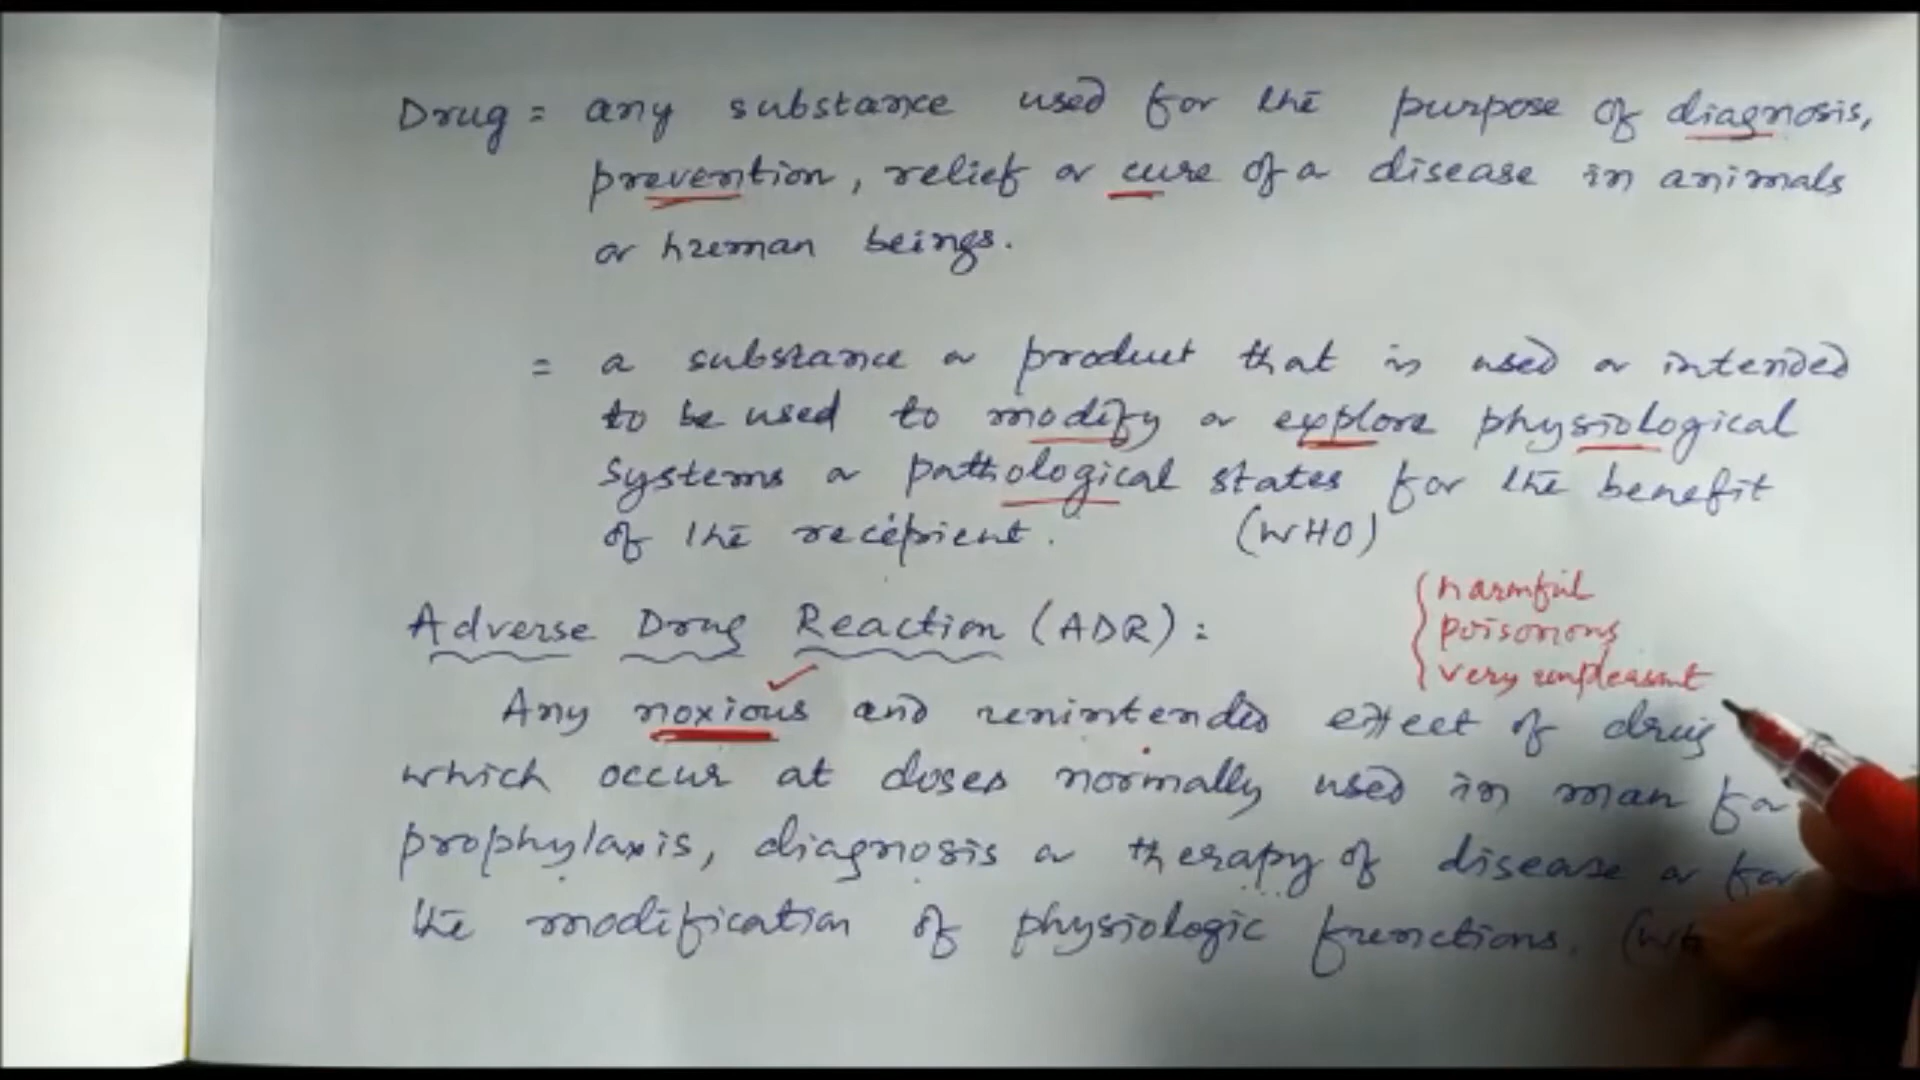 Drug = any substance used for the purpose of diagnosis,
prevention, relief or cure of a disease in animals
or human beings.
= a substance or product that is used or intended
to be used to modify or explore physiological
systems or pathological states for the benefit
of the recipient. (WHO)
Adverse Drug Reaction (ADR) :
harmful
poisonous
very unpleasant
Any noxious and unintended effect of drug
which occur at doses normally used in man for
prophylaxis, diagnosis or therapy of disease or for
the modification of physiologic functions.